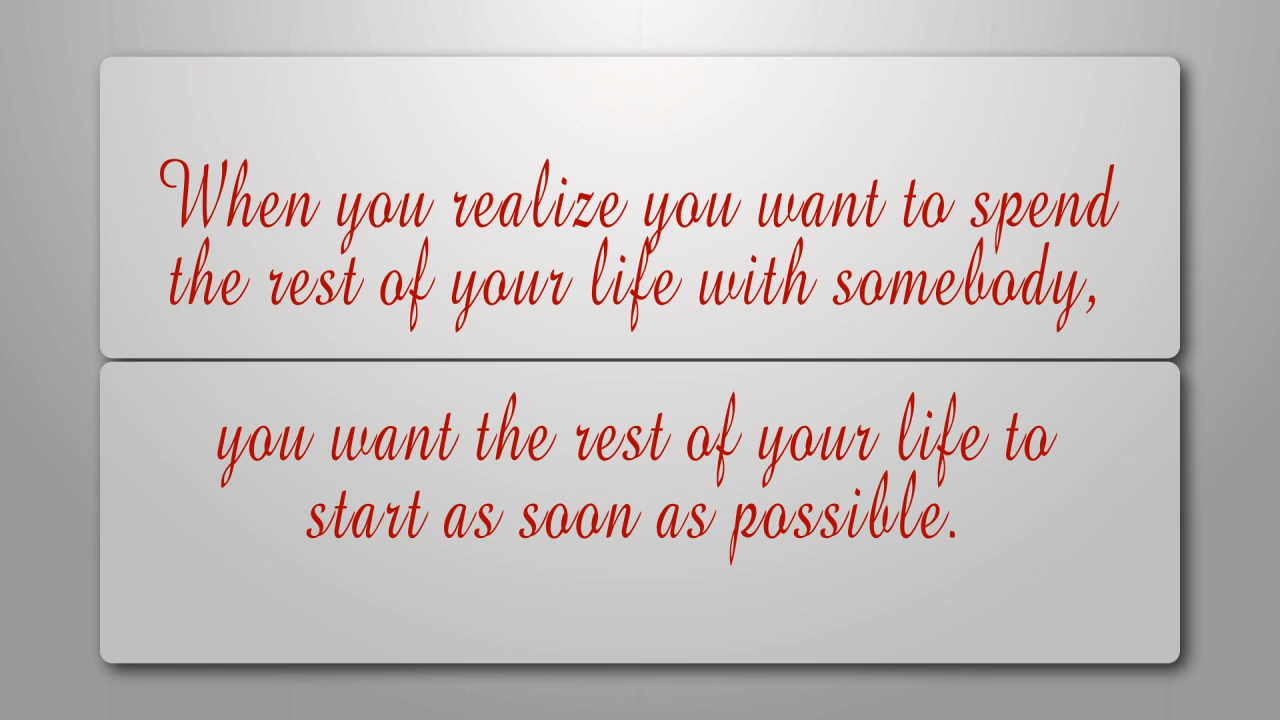 When you realize you want to spend
the rest of your life with somebody,
you want the rest of your life to
start as soon as possible.